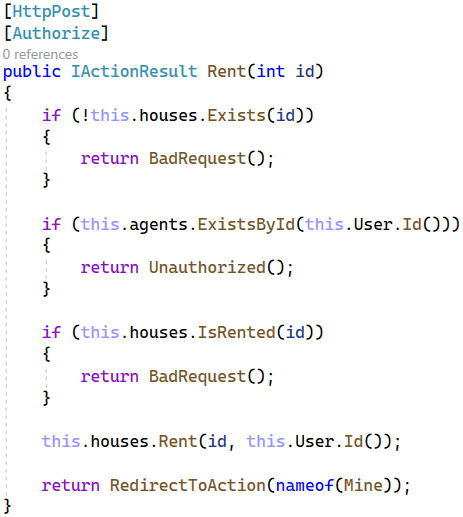 [HttpPost]
[Authorize]
0 references
public IActionResult Rent(int id)
{
    if (!this.houses.Exists(id))
    {
        return BadRequest();
    }

    if (this.agents.ExistsById(this.User.Id()))
    {
        return Unauthorized();
    }

    if (this.houses.IsRented(id))
    {
        return BadRequest();
    }

    this.houses.Rent(id, this.User.Id());

    return RedirectToAction(nameof(Mine));
}